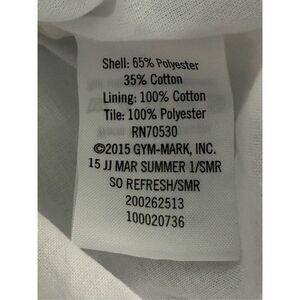 Shell: 65% Polyester
35% Cotton
Lining: 100% Cotton
Tile: 100% Polyester
RN70530
©2015 GYM-MARK, INC.
15 JJ MAR SUMMER 1/SMR
SO REFRESH/SMR
200262513
100020736